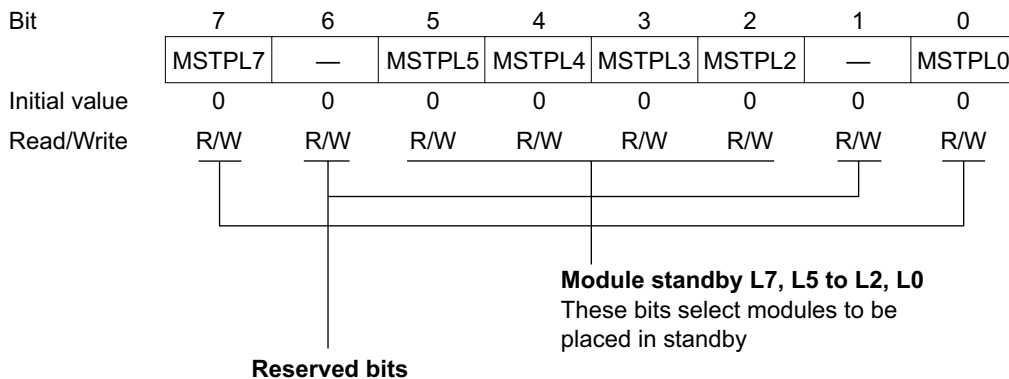 Bit 7 6 5 4 3 2 1 0
MSTPL7 — MSTPL5 MSTPL4 MSTPL3 MSTPL2 — MSTPL0
Initial value 0 0 0 0 0 0 0 0
Read/Write R/W R/W R/W R/W R/W R/W R/W R/W
Module standby L7, L5 to L2, L0
These bits select modules to be
placed in standby
Reserved bits